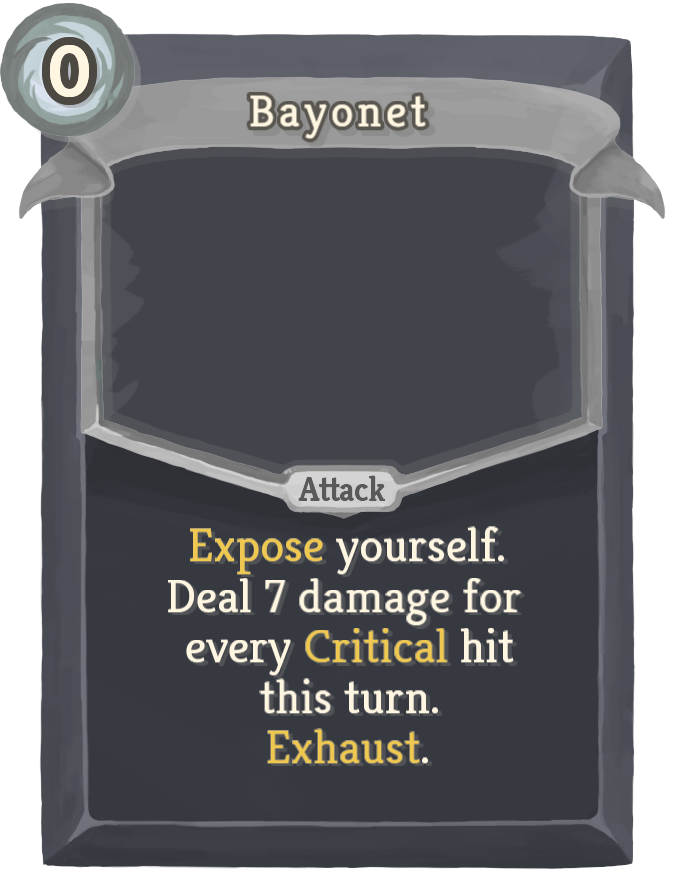 0
Bayonet
Attack
Expose yourself.
Deal 7 damage for
every Critical hit
this turn.
Exhaust.